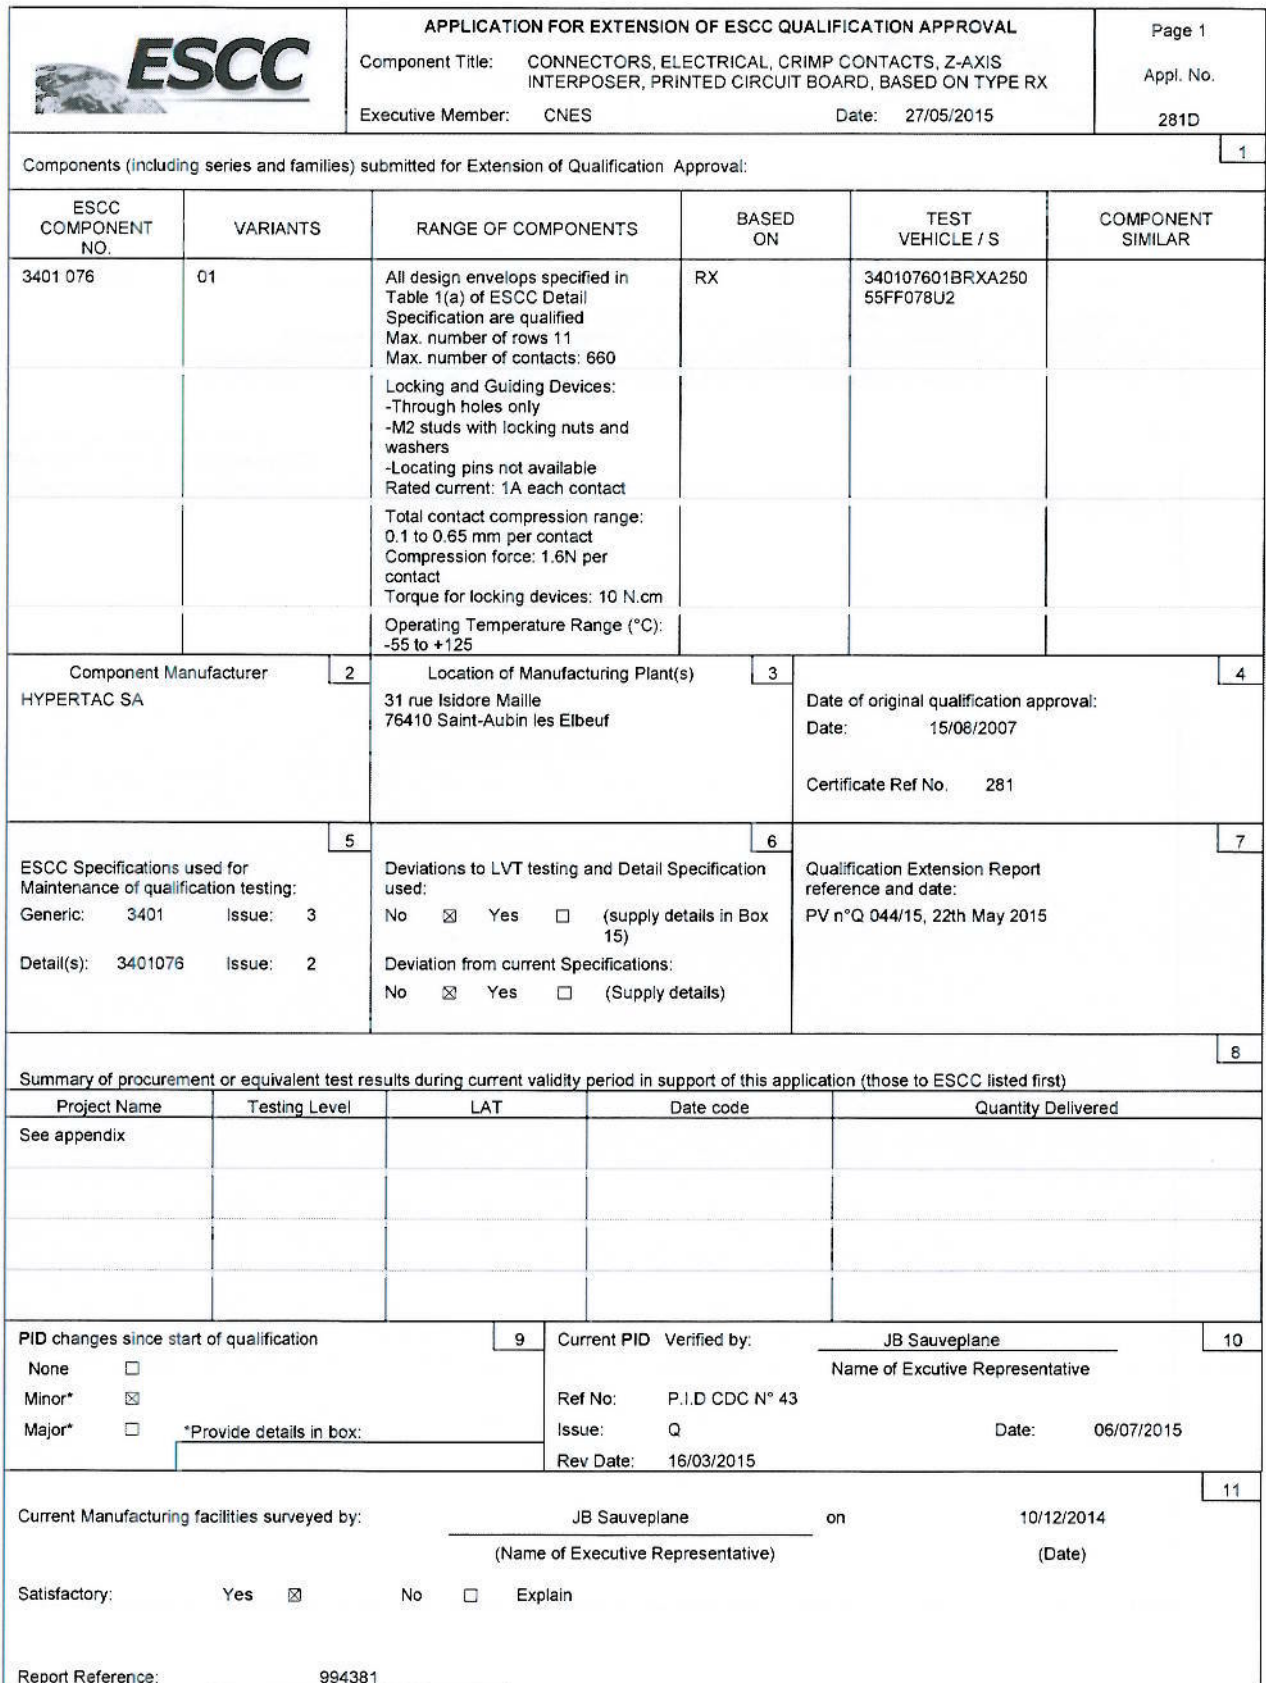 ESCC
APPLICATION FOR EXTENSION OF ESCC QUALIFICATION APPROVAL
Component Title: CONNECTORS, ELECTRICAL, CRIMP CONTACTS, Z-AXIS
INTERPOSER, PRINTED CIRCUIT BOARD, BASED ON TYPE RX
Executive Member: CNES Date: 27/05/2015
Page 1
Appl. No.
281D
1
Components (including series and families) submitted for Extension of Qualification Approval:
ESCC
COMPONENT
NO.
VARIANTS
RANGE OF COMPONENTS
BASED
ON
TEST
VEHICLE / S
COMPONENT
SIMILAR
3401 076
01
All design envelops specified in
Table 1(a) of ESCC Detail
Specification are qualified
Max. number of rows 11
Max. number of contacts: 660
RX
340107601BRXA250
55FF078U2
Locking and Guiding Devices:
-Through holes only
-M2 studs with locking nuts and
washers
-Locating pins not available
Rated current: 1A each contact
Total contact compression range:
0.1 to 0.65 mm per contact
Compression force: 1.6N per
contact
Torque for locking devices: 10 N.cm
Operating Temperature Range (°C):
-55 to +125
Component Manufacturer 2
HYPERTAC SA
Location of Manufacturing Plant(s) 3
31 rue Isidore Maille
76410 Saint-Aubin les Elbeuf
4
Date of original qualification approval:
Date: 15/08/2007
Certificate Ref No. 281
5
ESCC Specifications used for
Maintenance of qualification testing:
Generic: 3401 Issue: 3
Detail(s): 3401076 Issue: 2
6
Deviations to LVT testing and Detail Specification
used:
No ☒ Yes ☐ (supply details in Box
15)
Deviation from current Specifications:
No ☒ Yes ☐ (Supply details)
7
Qualification Extension Report
reference and date:
PV n°Q 044/15, 22th May 2015
8
Summary of procurement or equivalent test results during current validity period in support of this application (those to ESCC listed first)
Project Name Testing Level LAT Date code Quantity Delivered
See appendix
PID changes since start of qualification 9
None ☐
Minor* ☒
Major* ☐ *Provide details in box:
Current PID Verified by: JB Sauveplane 10
Name of Excutive Representative
Ref No: P.I.D CDC N° 43
Issue: Q Date: 06/07/2015
Rev Date: 16/03/2015
11
Current Manufacturing facilities surveyed by: JB Sauveplane on 10/12/2014
(Name of Executive Representative) (Date)
Satisfactory: Yes ☒ No ☐ Explain
Report Reference: 994381